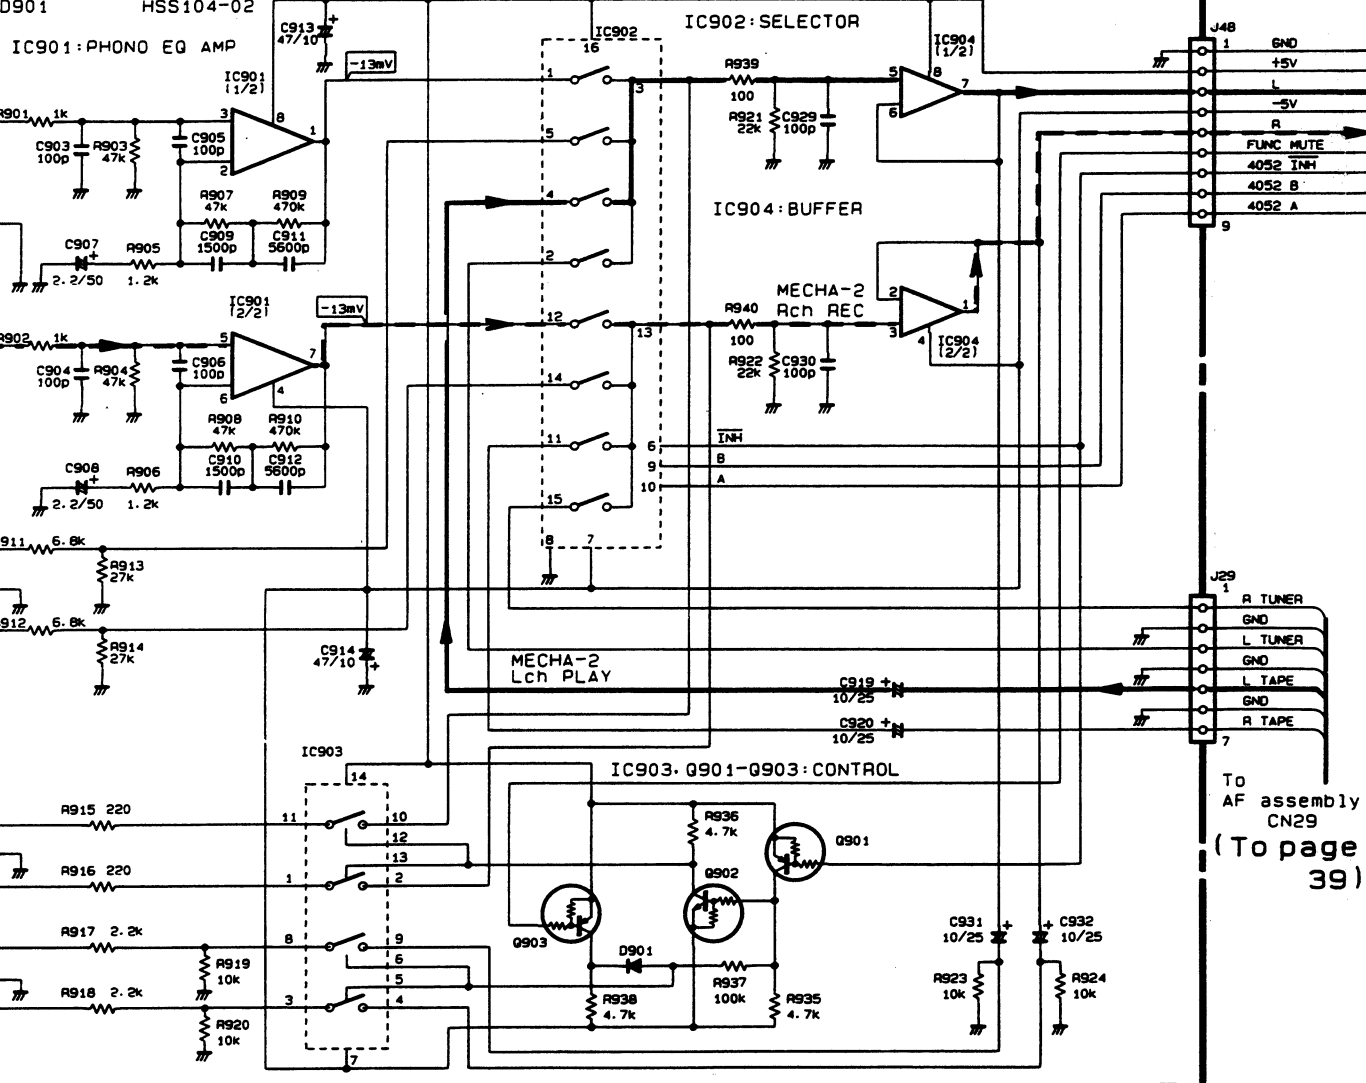 D901
HSS104-02
IC901:PHONO EQ AMP
C913
47/10
-13mV
IC901
(1/2)
R901 1k
3
8
1
2
C903
100p
R903
47k
C905
100p
R907
47k
R909
470k
C909
1500p
C911
5600p
C907
+
2.2/50
R905
1.2k
IC901
(2/2)
-13mV
R902 1k
5
7
4
6
C904
100p
R904
47k
C906
100p
R908
47k
R910
470k
C910
1500p
C912
5600p
C908
+
2.2/50
R906
1.2k
911 6.8k
R913
27k
912 6.8k
R914
27k
C914
47/10
+
IC902
16
1
3
5
4
2
12
13
14
11
6
9
15
10
8
7
INH
B
A
IC902:SELECTOR
R939
100
R921
22k
C929
100p
IC904
(1/2)
5
8
7
6
IC904:BUFFER
MECHA-2
Rch REC
R940
100
R922
22k
C930
100p
2
1
3
4
IC904
(2/2)
J48
1
GND
+5V
L
-5V
R
FUNC MUTE
4052 INH
4052 B
4052 A
9
J29
1
R TUNER
GND
L TUNER
GND
L TAPE
GND
R TAPE
7
To
AF assembly
CN29
(To page
39)
MECHA-2
Lch PLAY
C919 +
10/25
C920 +
10/25
IC903
14
IC903, Q901-Q903:CONTROL
R915 220
11
10
12
13
R916 220
1
2
R917 2.2k
8
9
6
R919
10k
5
R918 2.2k
3
4
R920
10k
7
R936
4.7k
Q901
Q902
Q903
D901
R937
100k
R938
4.7k
R935
4.7k
C931
10/25
+
C932
10/25
+
R923
10k
R924
10k